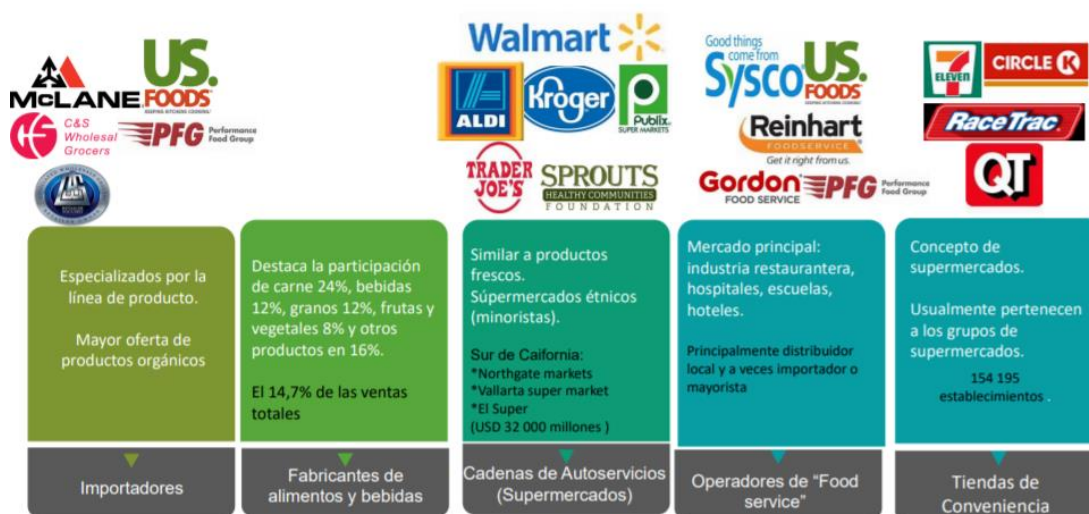 McLANE
US.
FOODS
KEEPING KITCHENS COOKING
C&S
Wholesal
Grocers
PFG Performance
Food Group
Walmart
ALDI
Kroger
Publix
SUPER MARKETS
TRADER
JOE'S
SPROUTS
HEALTHY COMMUNITIES
FOUNDATION
Good things
come from
Sysco
US.
FOODS
KEEPING KITCHENS COOKING
Reinhart
FOODSERVICE
Get it right from us.
Gordon
FOOD SERVICE
PFG Performance
Food Group
7
ELEVEN
CIRCLE K
RaceTrac
QT
Especializados por la
línea de producto.
Mayor oferta de
productos orgánicos
Importadores
Destaca la participación
de carne 24%, bebidas
12%, granos 12%, frutas y
vegetales 8% y otros
productos en 16%.
El 14,7% de las ventas
totales
Fabricantes de
alimentos y bebidas
Similar a productos
frescos.
Súpermercados étnicos
(minoristas).
Sur de Caifornia:
*Northgate markets
*Vallarta super market
*El Super
(USD 32 000 millones )
Cadenas de Autoservicios
(Supermercados)
Mercado principal:
industria restaurantera,
hospitales, escuelas,
hoteles.
Principalmente distribuidor
local y a veces importador o
mayorista
Operadores de “Food
service”
Concepto de
supermercados.
Usualmente pertenecen
a los grupos de
supermercados.
154 195
establecimientos .
Tiendas de
Conveniencia